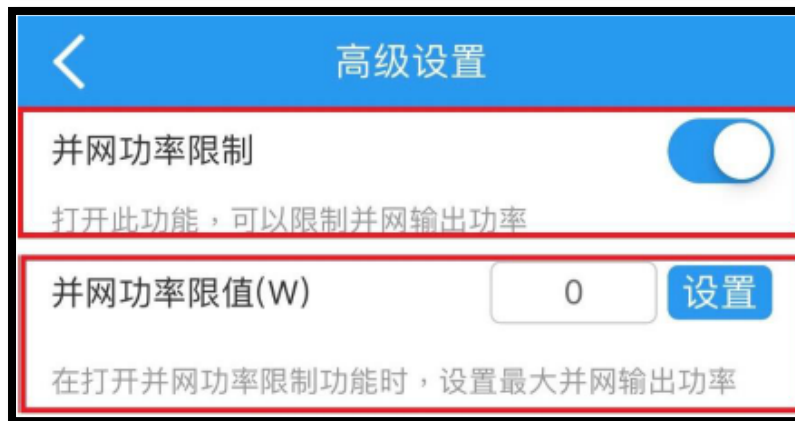 高级设置
并网功率限制
打开此功能，可以限制并网输出功率
并网功率限值(W) 0 设置
在打开并网功率限制功能时，设置最大并网输出功率